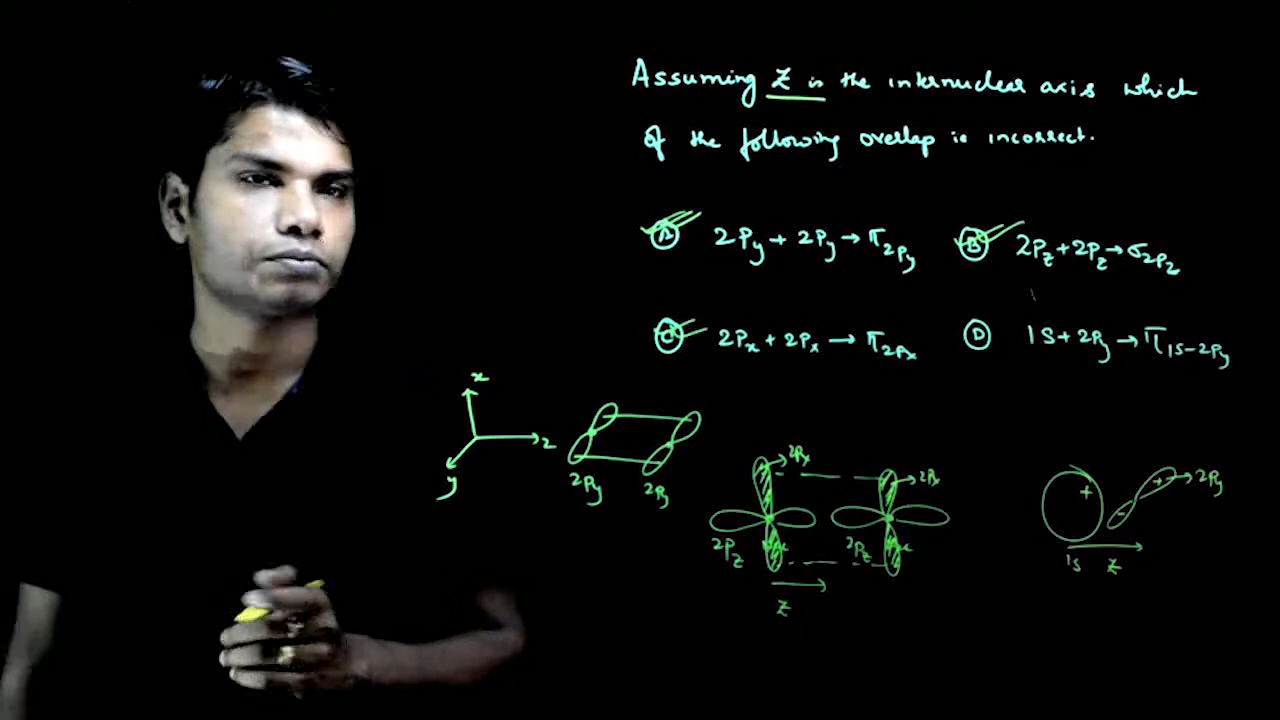 Assuming Z is the internuclear axis which
of the following overlap is incorrect.
(A) 2Py + 2Py → π2Py (B) 2Pz + 2Pz → σ2Pz
(C) 2Px + 2Px → π2Px (D) 1S + 2Py → π1S-2Py
x
z
y
2Py 2Py
2Px 2Px
2Pz 2Pz
z
+ + 2Py
-
1s z